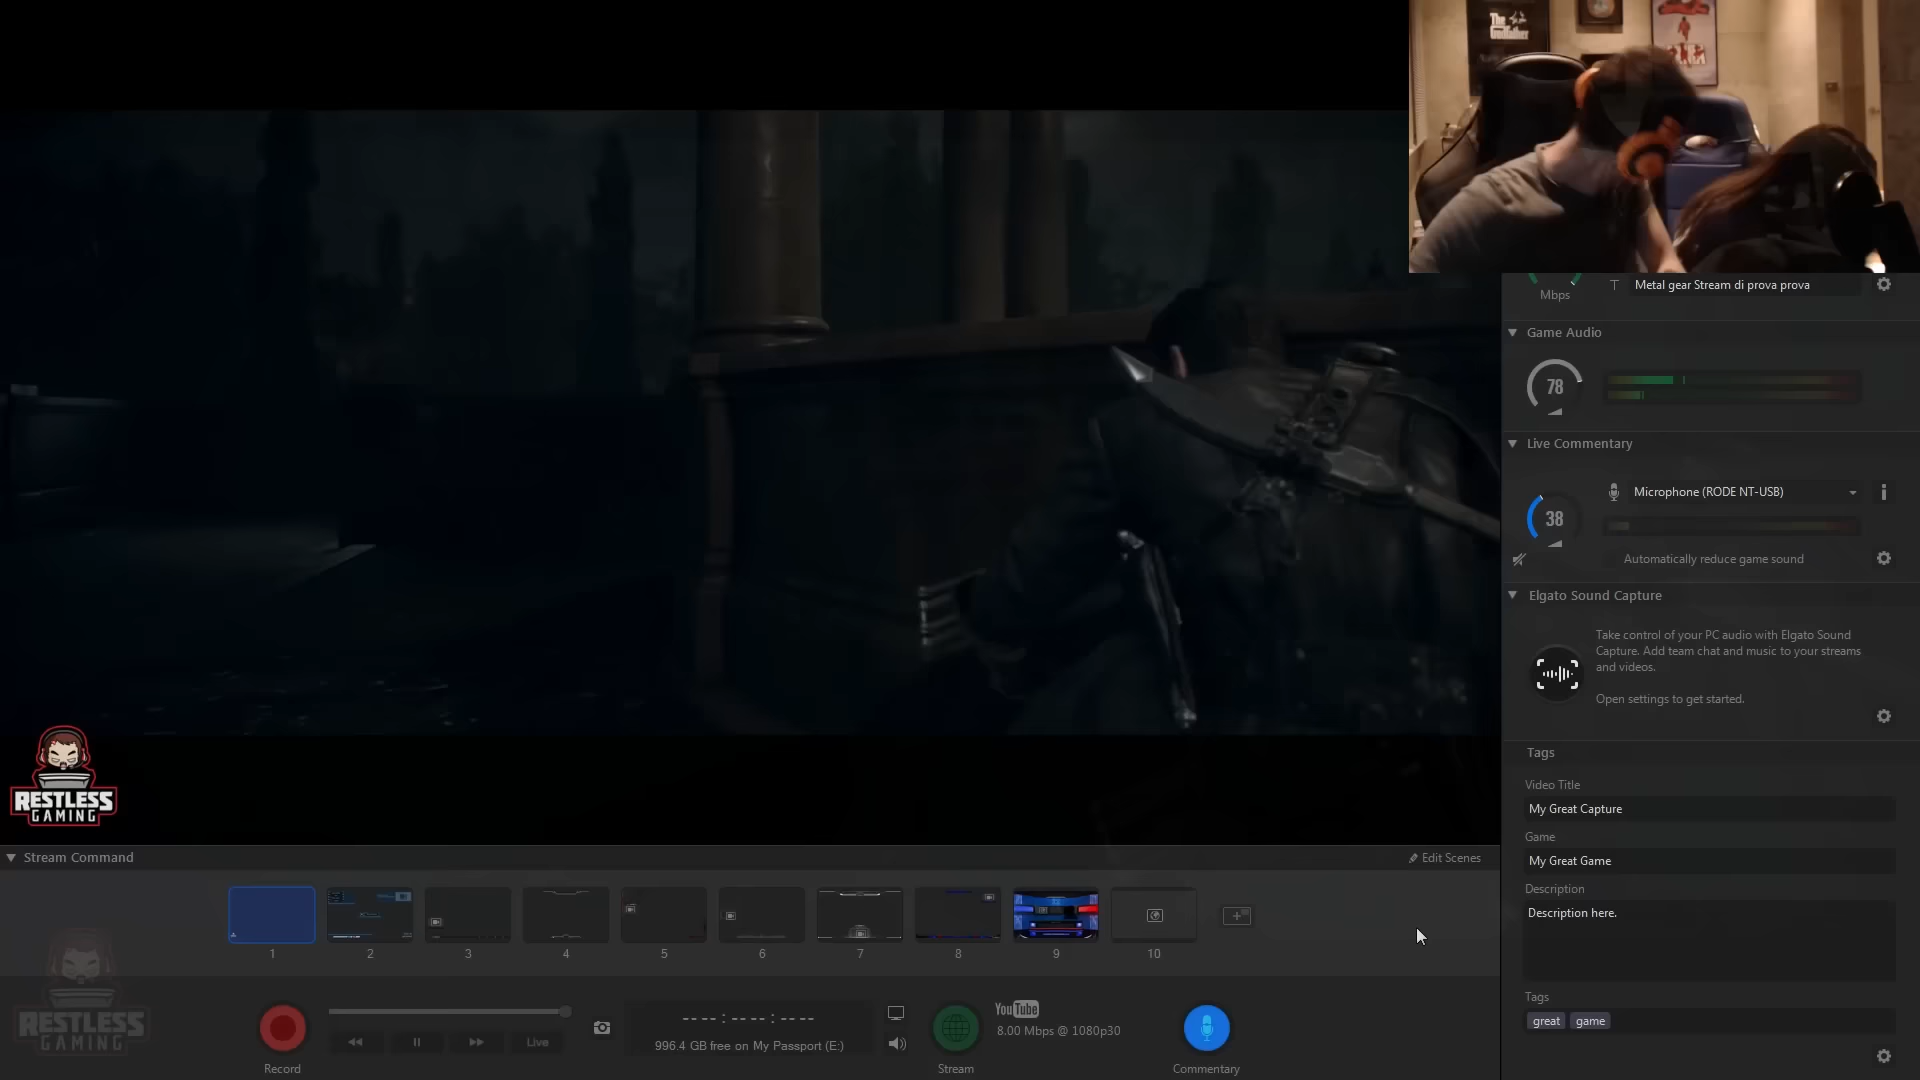 The
Godfather
Mbps
T
Metal gear Stream di prova prova
Game Audio
78
Live Commentary
Microphone (RODE NT-USB)
38
Automatically reduce game sound
Elgato Sound Capture
Take control of your PC audio with Elgato Sound
Capture. Add team chat and music to your streams
and videos.
Open settings to get started.
Tags
Video Title
My Great Capture
Game
My Great Game
Description
Description here.
Tags
great game
RESTLESS
GAMING
Stream Command
Edit Scenes
1 2 3 4 5 6 7 8 9 10
RESTLESS
GAMING
Live
Record
-- -- : -- -- : -- --
996.4 GB free on My Passport (E:)
YouTube
8.00 Mbps @ 1080p30
Stream
Commentary